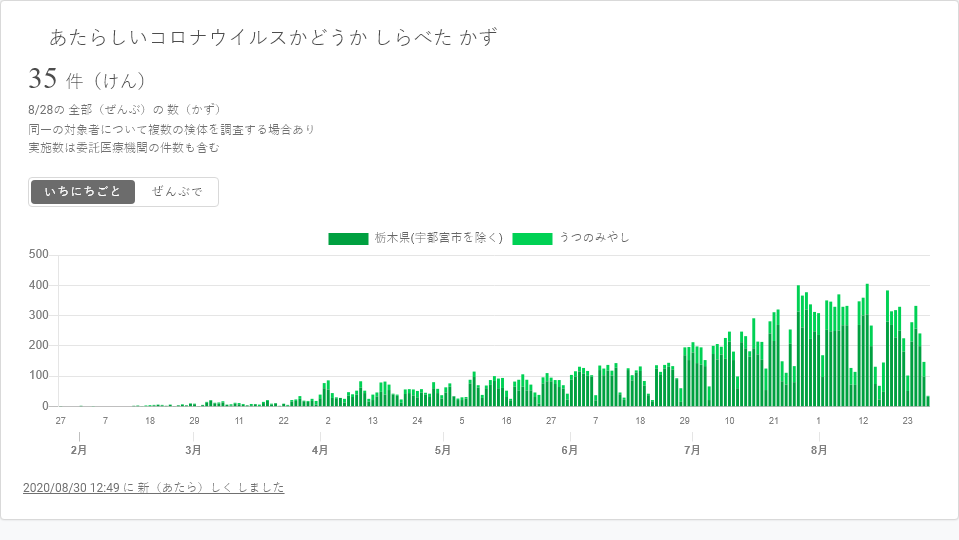 あたらしいコロナウイルスかどうか しらべた かず
35 件（けん）
8/28の 全部（ぜんぶ）の 数（かず）
同一の対象者について複数の検体を調査する場合あり
実施数は委託医療機関の件数も含む
いちにちごと ぜんぶで
栃木県(宇都宮市を除く) うつのみやし
500
400
300
200
100
0
27 7 18 29 11 22 2 13 24 5 16 27 7 18 29 10 21 1 12 23
2月 3月 4月 5月 6月 7月 8月
2020/08/30 12:49 に 新（あたら）しく しました